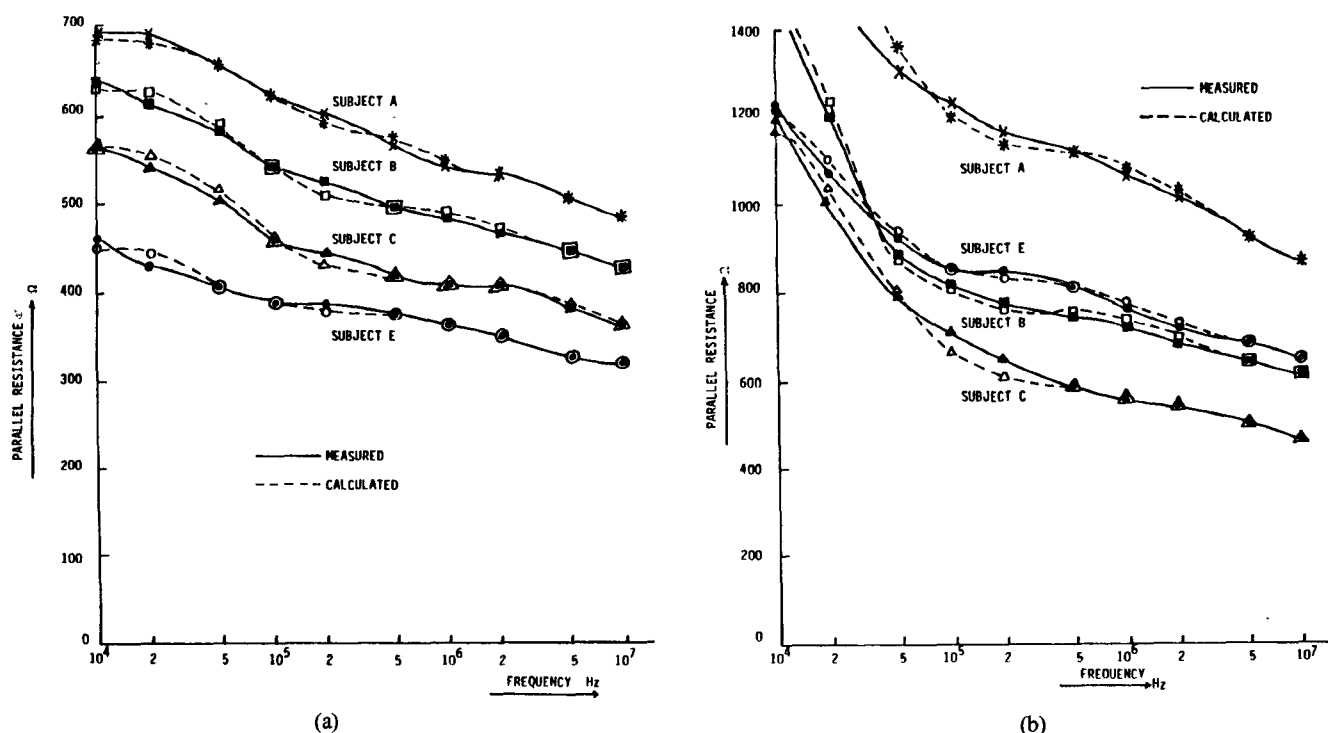 700
600
500
400
300
200
100
0
PARALLEL RESISTANCE
Ω
SUBJECT A
SUBJECT B
SUBJECT C
SUBJECT E
MEASURED
CALCULATED
10⁴ 2 5 10⁵ 2 5 10⁶ 2 5 10⁷
FREQUENCY Hz
(a)
1400
1200
1000
800
600
400
200
0
PARALLEL RESISTANCE
Ω
MEASURED
CALCULATED
SUBJECT A
SUBJECT E
SUBJECT B
SUBJECT C
10⁴ 2 5 10⁵ 2 5 10⁶ 2 5 10⁷
FREQUENCY Hz
(b)